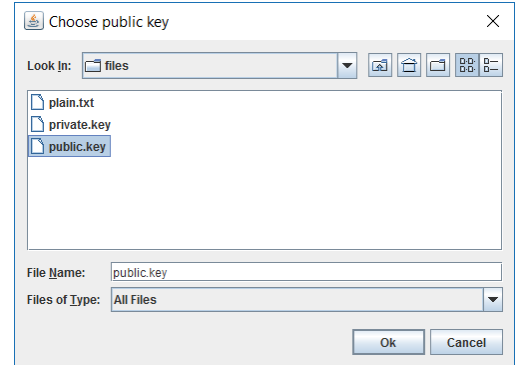 Choose public key
Look In: files
plain.txt
private.key
public.key
File Name: public.key
Files of Type: All Files
Ok Cancel